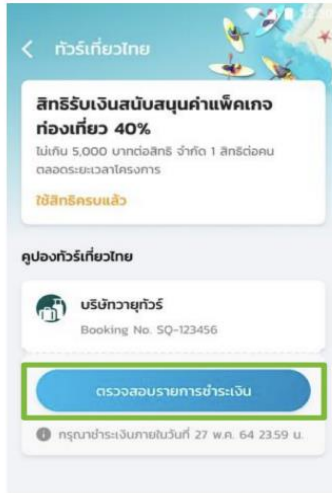 ทัวร์เที่ยวไทย
สิทธิรับเงินสนับสนุนค่าแพ็คเกจ
ท่องเที่ยว 40%
ไม่เกิน 5,000 บาทต่อสิทธิ จำกัด 1 สิทธิต่อคน
ตลอดระยะเวลาโครงการ
ใช้สิทธิครบแล้ว
คูปองทัวร์เที่ยวไทย
บริษัทวายุทัวร์
Booking No. SQ-123456
ตรวจสอบรายการชำระเงิน
กรุณาชำระเงินภายในวันที่ 27 พ.ค. 64 23.59 น.